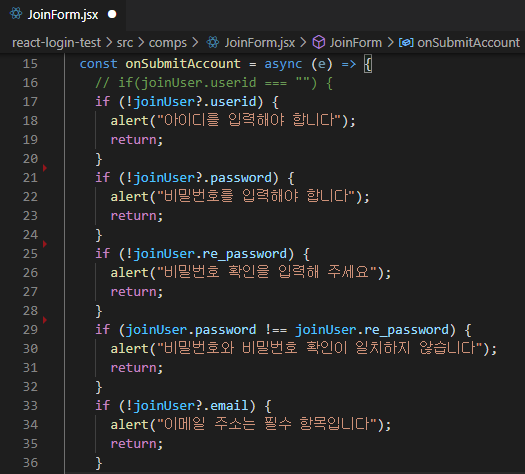 JoinForm.jsx
react-login-test > src > comps > JoinForm.jsx > JoinForm > onSubmitAccount
15 const onSubmitAccount = async (e) => {
16 // if(joinUser.userid === "") {
17 if (!joinUser?.userid) {
18 alert("아이디를 입력해야 합니다");
19 return;
20 }
21 if (!joinUser?.password) {
22 alert("비밀번호를 입력해야 합니다");
23 return;
24 }
25 if (!joinUser.re_password) {
26 alert("비밀번호 확인을 입력해 주세요");
27 return;
28 }
29 if (joinUser.password !== joinUser.re_password) {
30 alert("비밀번호와 비밀번호 확인이 일치하지 않습니다");
31 return;
32 }
33 if (!joinUser?.email) {
34 alert("이메일 주소는 필수 항목입니다");
35 return;
36 }